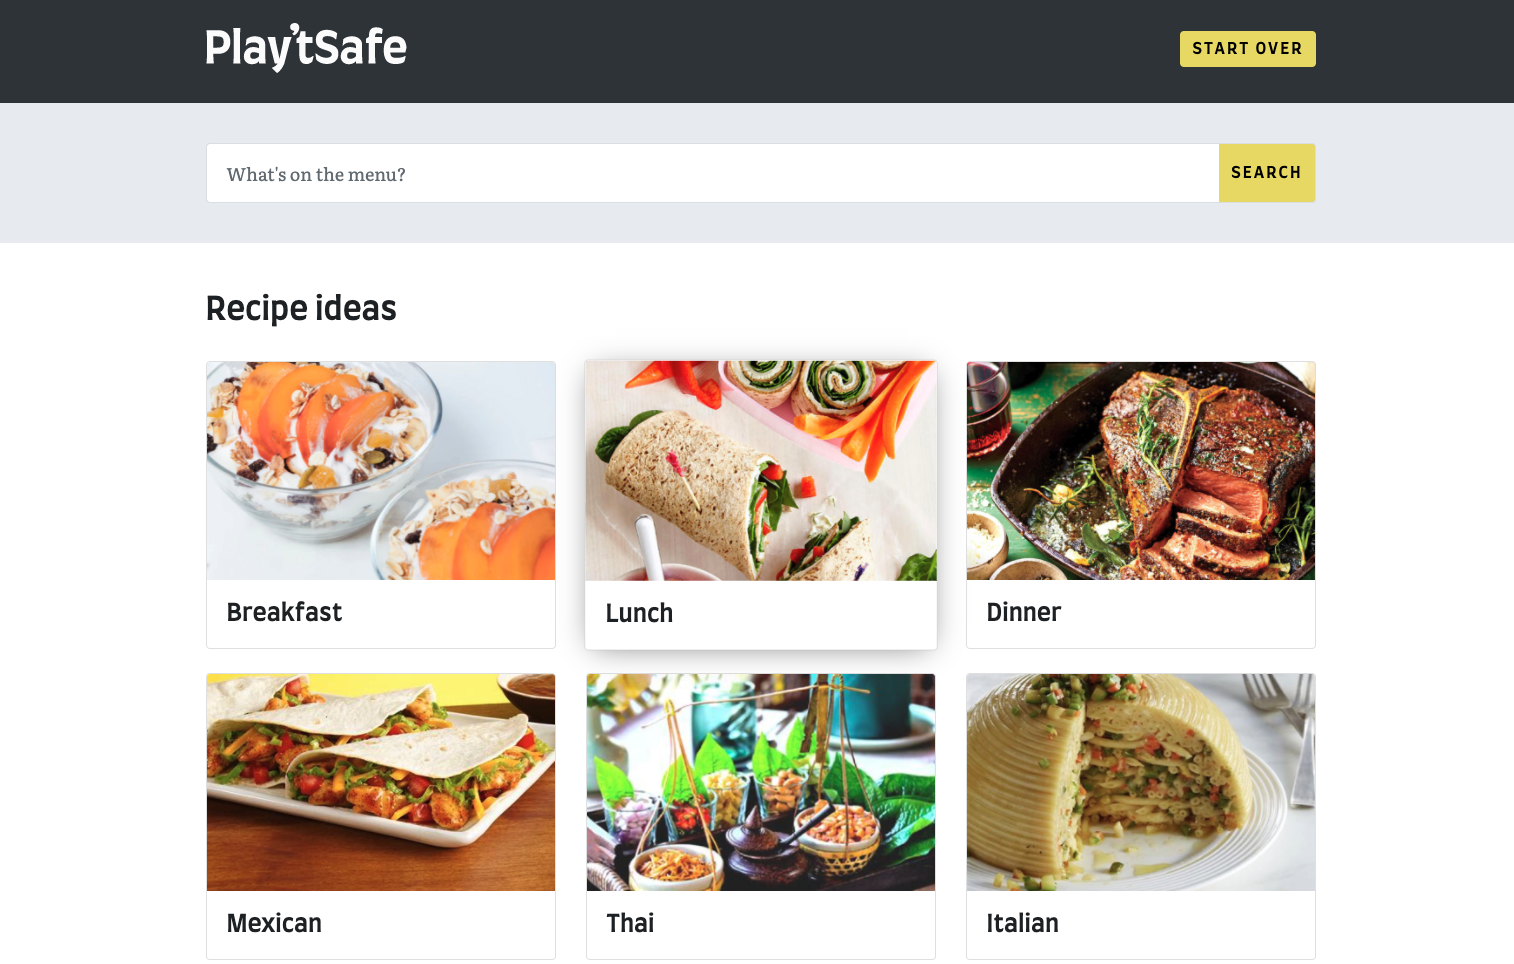 Play'tSafe
START OVER
What's on the menu?
SEARCH
Recipe ideas
Breakfast
Lunch
Dinner
Mexican
Thai
Italian